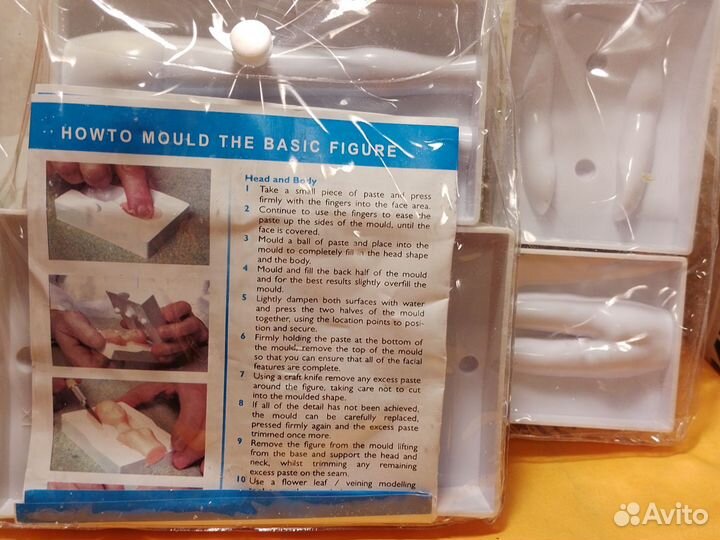 HOWTO MOULD THE BASIC FIGURE
Head and Body
1 Take a small piece of paste and press
firmly with the fingers into the face area.
2 Continue to use the fingers to ease the
paste up the sides of the mould, until the
face is covered.
3 Mould a ball of paste and place into the
mould to completely fill in the head shape
and the body.
4 Mould and fill the back half of the mould
and for the best results slightly overfill the
mould.
5 Lightly dampen both surfaces with water
and press the two halves of the mould
together, using the location points to posi-
tion and secure.
6 Firmly holding the paste at the bottom of
the mould, remove the top of the mould
so that you can ensure that all of the facial
features are complete.
7 Using a craft knife remove any excess paste
around the figure, taking care not to cut
into the moulded shape.
8 If all of the detail has not been achieved,
the mould can be carefully replaced,
pressed firmly again and the excess paste
trimmed once more.
9 Remove the figure from the mould lifting
from the base and support the head and
neck, whilst trimming any remaining
excess paste on the seam.
10 Use a flower leaf / veining modelling
Avito